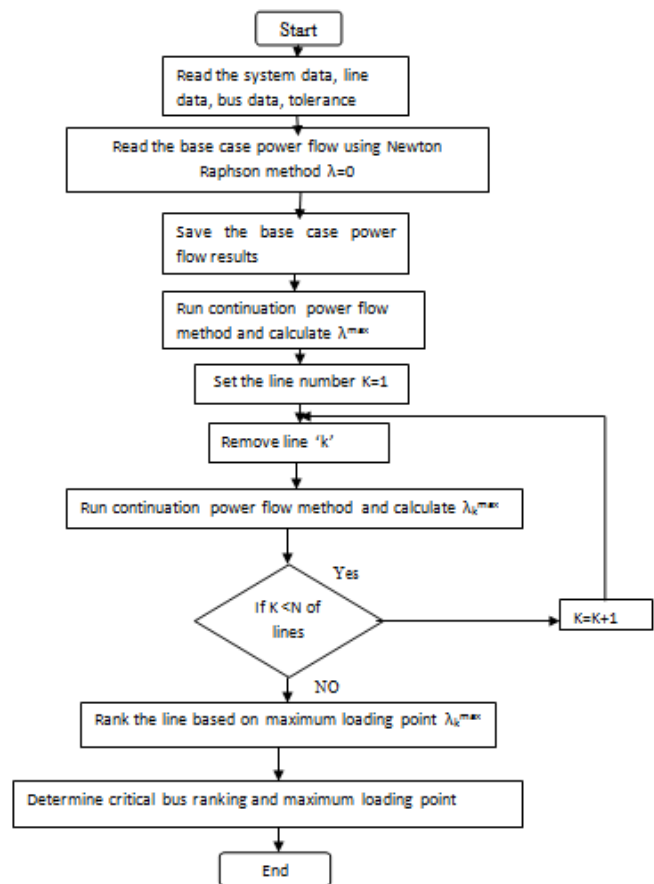 Start
Read the system data, line
data, bus data, tolerance
Read the base case power flow using Newton
Raphson method λ=0
Save the base case power
flow results
Run continuation power flow
method and calculate λᵐᵃˣ
Set the line number K=1
Remove line ‘k’
Run continuation power flow method and calculate λₖᵐᵃˣ
Yes
If K <N of
lines
K=K+1
NO
Rank the line based on maximum loading point λₖᵐᵃˣ
Determine critical bus ranking and maximum loading point
End